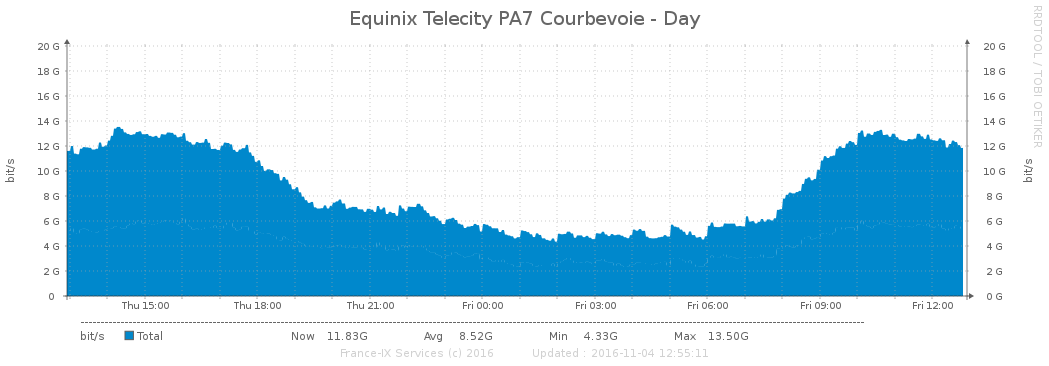 Equinix Telecity PA7 Courbevoie - Day
RRDTOOL / TOBI OETIKER
20 G 20 G
18 G 18 G
16 G 16 G
14 G 14 G
12 G 12 G
10 G 10 G
8 G 8 G
6 G 6 G
4 G 4 G
2 G 2 G
0 0 G
bit/s
bit/s
Thu 15:00 Thu 18:00 Thu 21:00 Fri 00:00 Fri 03:00 Fri 06:00 Fri 09:00 Fri 12:00
bit/s Total Now 11.83G Avg 8.52G Min 4.33G Max 13.50G
France-IX Services (c) 2016 Updated : 2016-11-04 12:55:11